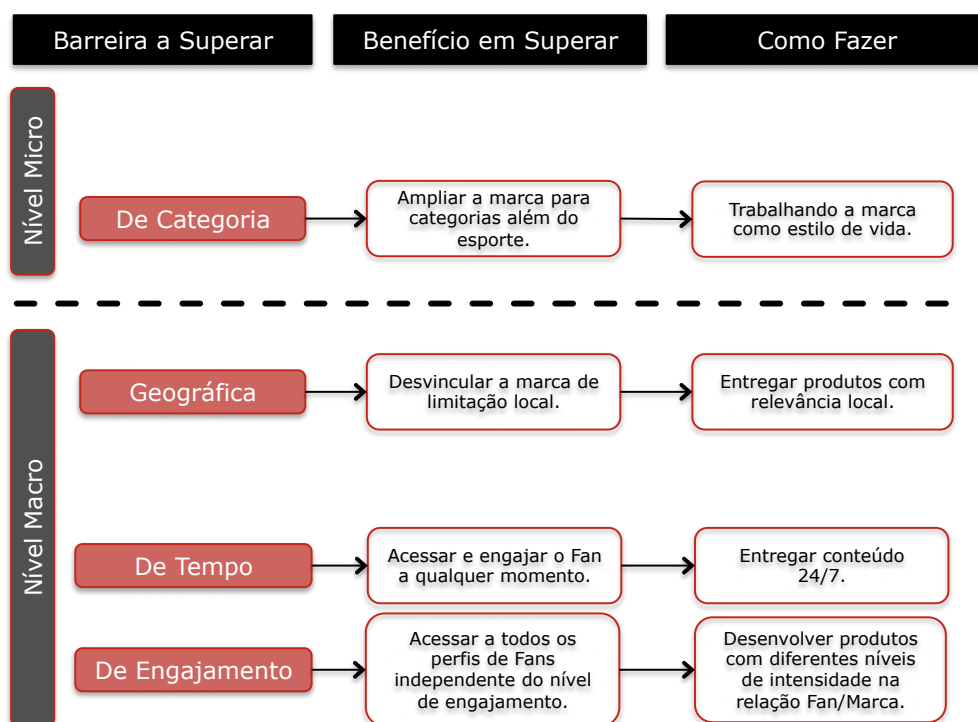 Barreira a Superar
Benefício em Superar
Como Fazer
Nível Micro
De Categoria
Ampliar a marca para
categorias além do
esporte.
Trabalhando a marca
como estilo de vida.
Nível Macro
Geográfica
Desvincular a marca de
limitação local.
Entregar produtos com
relevância local.
De Tempo
Acessar e engajar o Fan
a qualquer momento.
Entregar conteúdo
24/7.
De Engajamento
Acessar a todos os
perfis de Fans
independente do nível
de engajamento.
Desenvolver produtos
com diferentes níveis
de intensidade na
relação Fan/Marca.